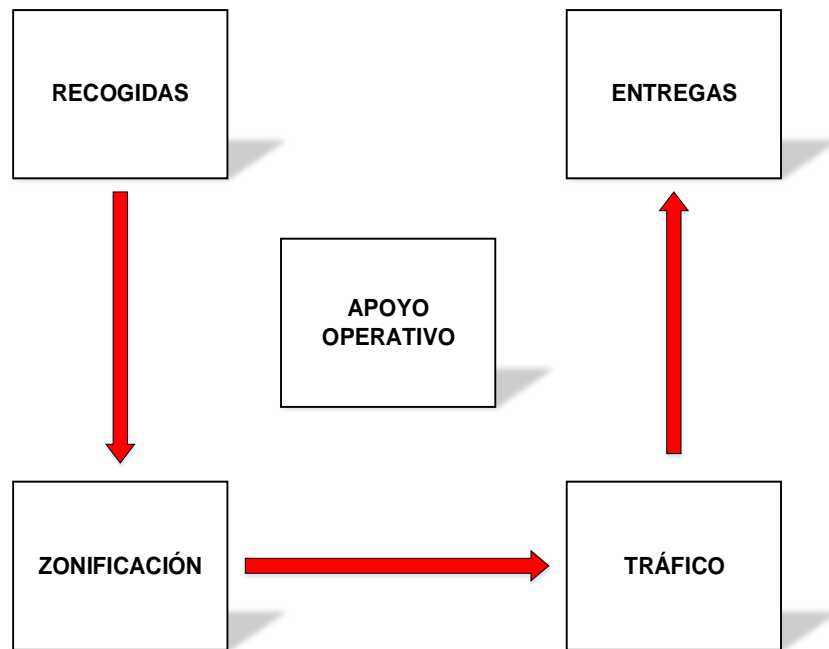 RECOGIDAS
ENTREGAS
APOYO
OPERATIVO
ZONIFICACIÓN
TRÁFICO